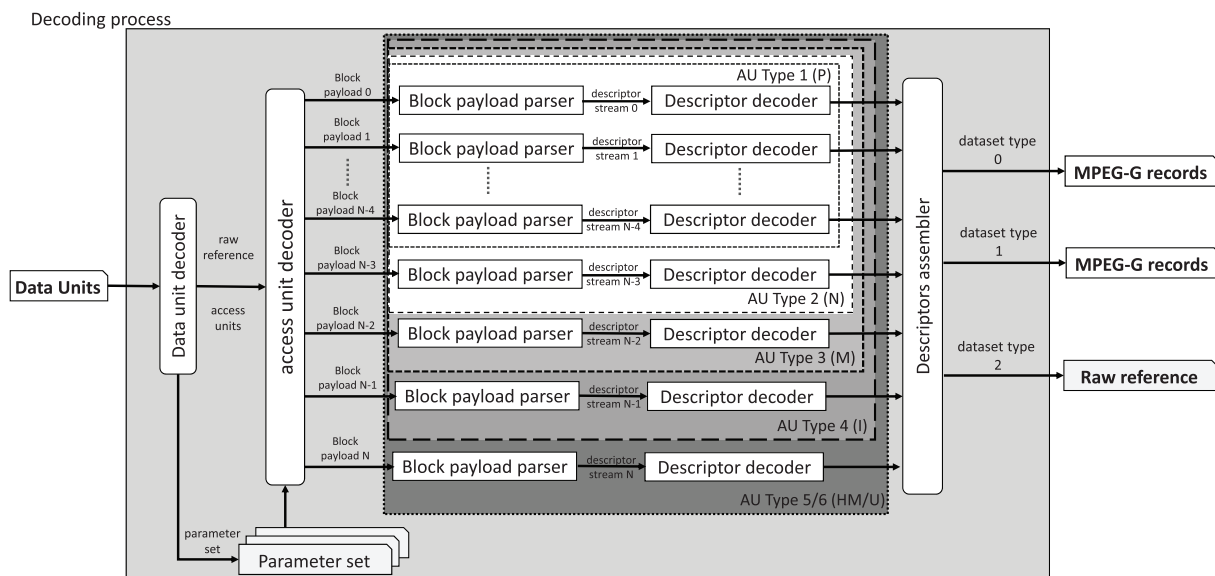 Decoding process
Data Units
Data unit decoder
raw
reference
access
units
parameter
set
Parameter set
access unit decoder
AU Type 1 (P)
Block
payload 0
Block payload parser
descriptor
stream 0
Descriptor decoder
Block
payload 1
Block payload parser
descriptor
stream 1
Descriptor decoder
Block
payload N-4
Block payload parser
descriptor
stream N-4
Descriptor decoder
Block
payload N-3
Block payload parser
descriptor
stream N-3
Descriptor decoder
AU Type 2 (N)
Block
payload N-2
Block payload parser
descriptor
stream N-2
Descriptor decoder
AU Type 3 (M)
Block
payload N-1
Block payload parser
descriptor
stream N-1
Descriptor decoder
AU Type 4 (I)
Block
payload N
Block payload parser
descriptor
stream N
Descriptor decoder
AU Type 5/6 (HM/U)
Descriptors assembler
dataset type
0
MPEG-G records
dataset type
1
MPEG-G records
dataset type
2
Raw reference